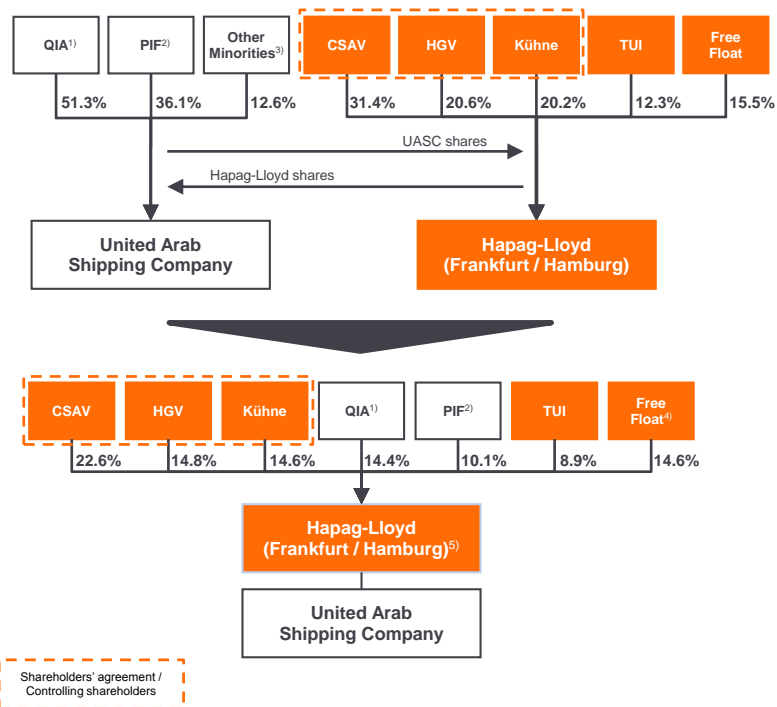 QIA1) PIF2) Other
Minorities3) CSAV HGV Kühne TUI Free
Float
51.3% 36.1% 12.6% 31.4% 20.6% 20.2% 12.3% 15.5%
UASC shares
Hapag-Lloyd shares
United Arab
Shipping Company
Hapag-Lloyd
(Frankfurt / Hamburg)
CSAV HGV Kühne QIA1) PIF2) TUI Free
Float4)
22.6% 14.8% 14.6% 14.4% 10.1% 8.9% 14.6%
Hapag-Lloyd
(Frankfurt / Hamburg)5)
United Arab
Shipping Company
Shareholders' agreement /
Controlling shareholders